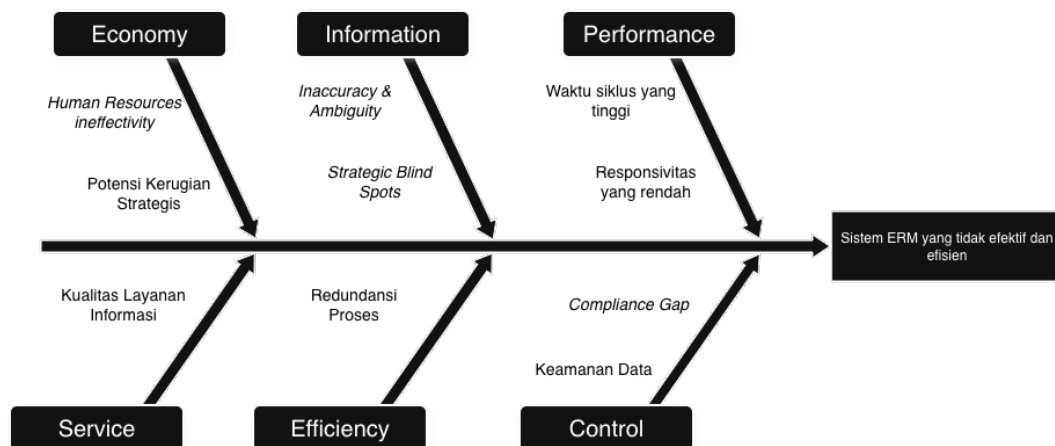 Economy
Information
Performance
Human Resources
ineffectivity
Inaccuracy &
Ambiguity
Waktu siklus yang
tinggi
Potensi Kerugian
Strategis
Strategic Blind
Spots
Responsivitas
yang rendah
Sistem ERM yang tidak efektif dan
efisien
Kualitas Layanan
Informasi
Redundansi
Proses
Compliance Gap
Keamanan Data
Service
Efficiency
Control